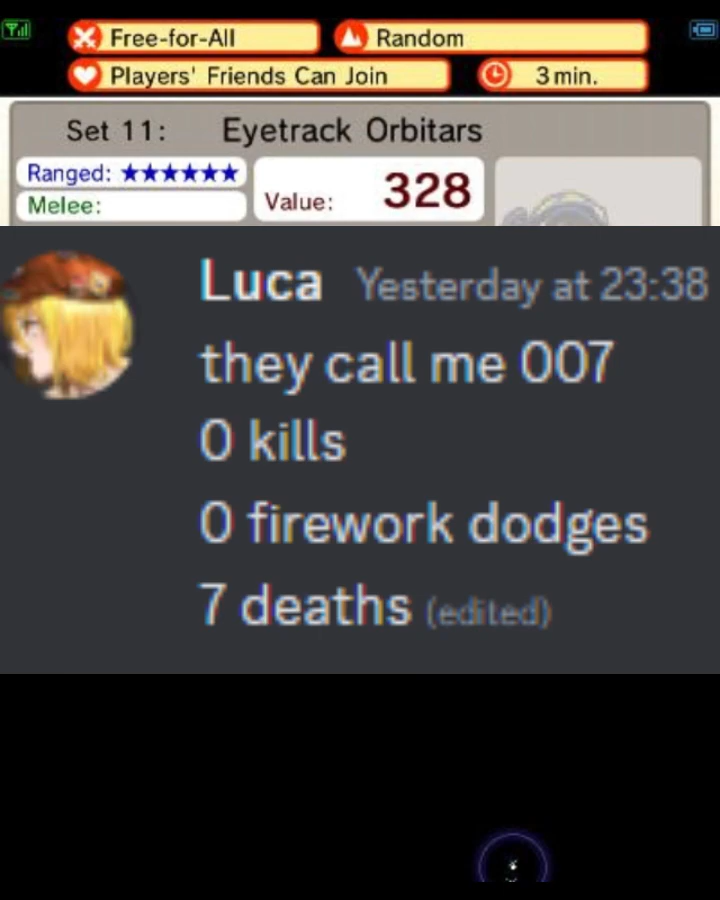 Free-for-All
Random
Players' Friends Can Join
3 min.
Set 11: Eyetrack Orbitars
Ranged: ★★★★★★
Value: 328
Melee:
Luca Yesterday at 23:38
they call me 007
0 kills
0 firework dodges
7 deaths (edited)